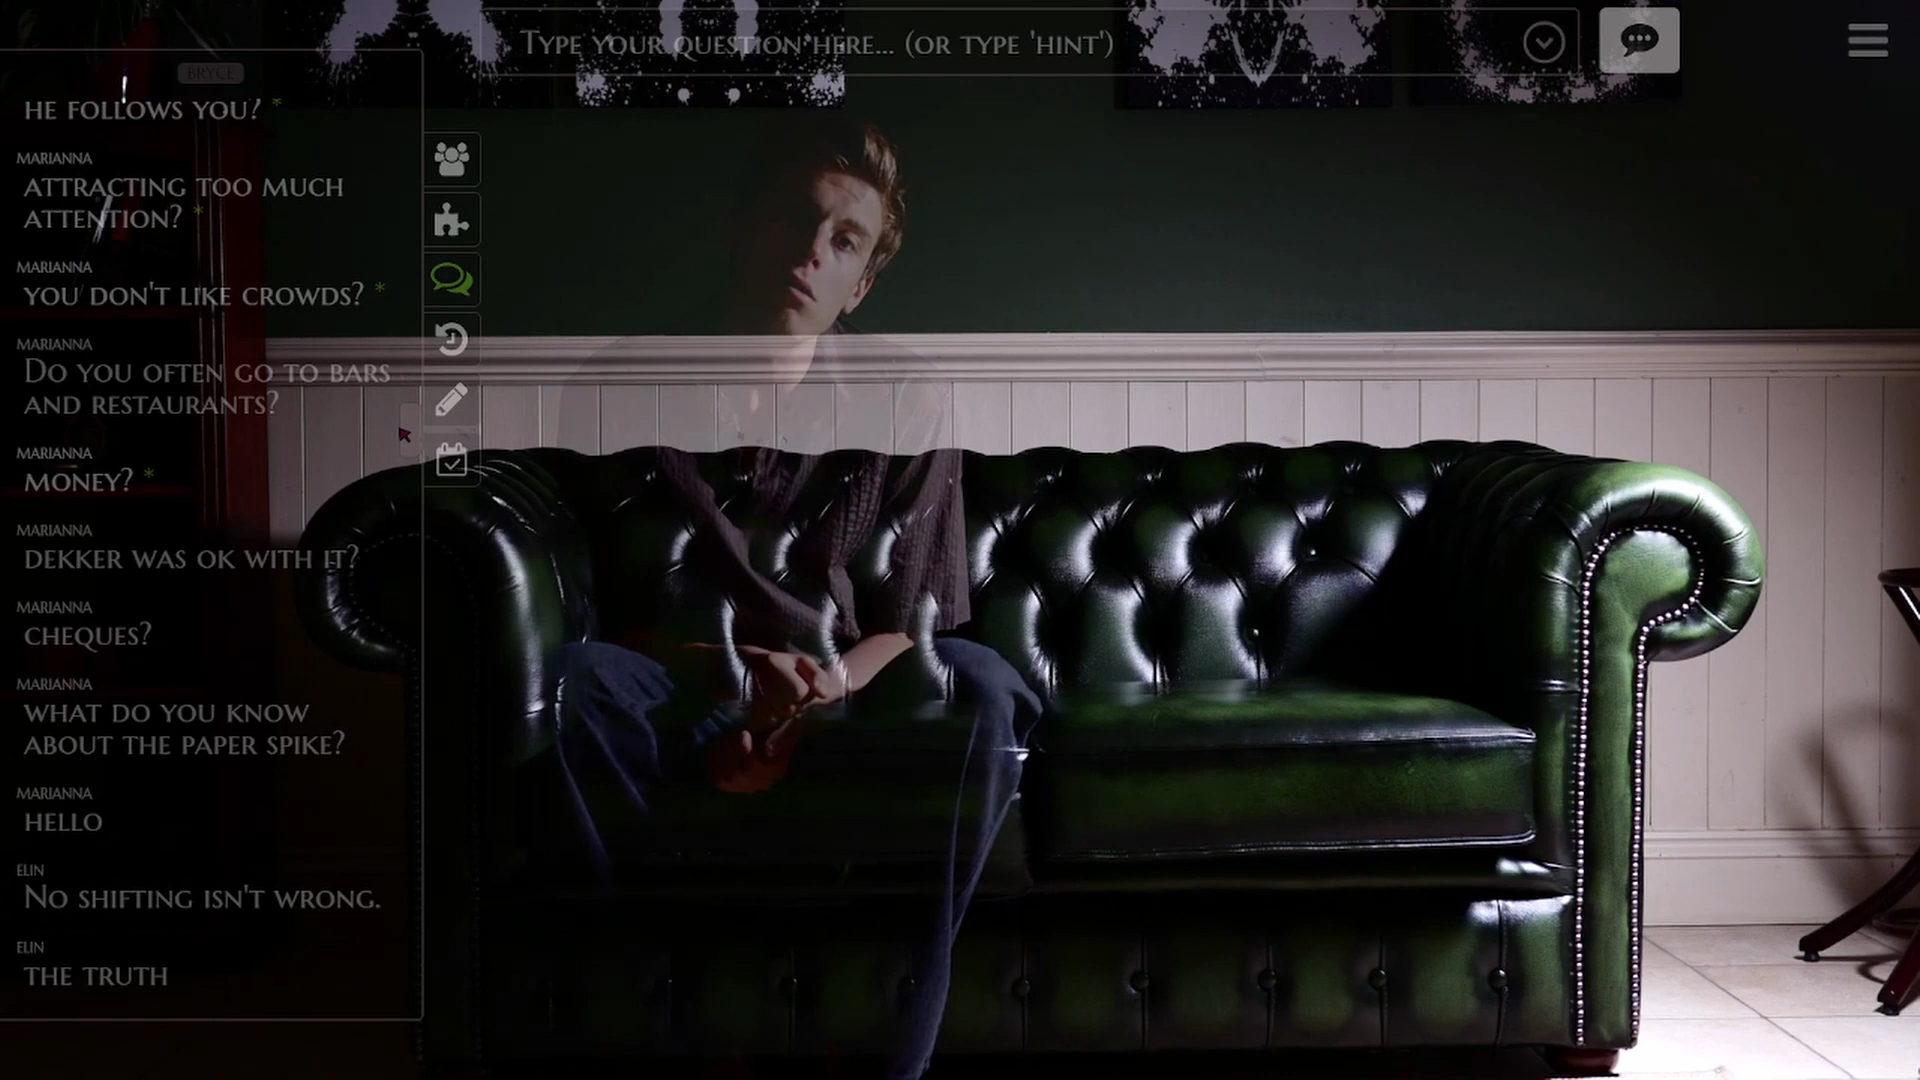 Type your question here... (or type 'hint')
BRYCE
he follows you? *
Marianna
attracting too much
attention? *
Marianna
you don't like crowds? *
Marianna
Do you often go to bars
and restaurants?
Marianna
money? *
Marianna
dekker was ok with it?
Marianna
cheques?
Marianna
what do you know
about the paper spike?
Marianna
hello
Elin
No shifting isn't wrong.
Elin
the truth